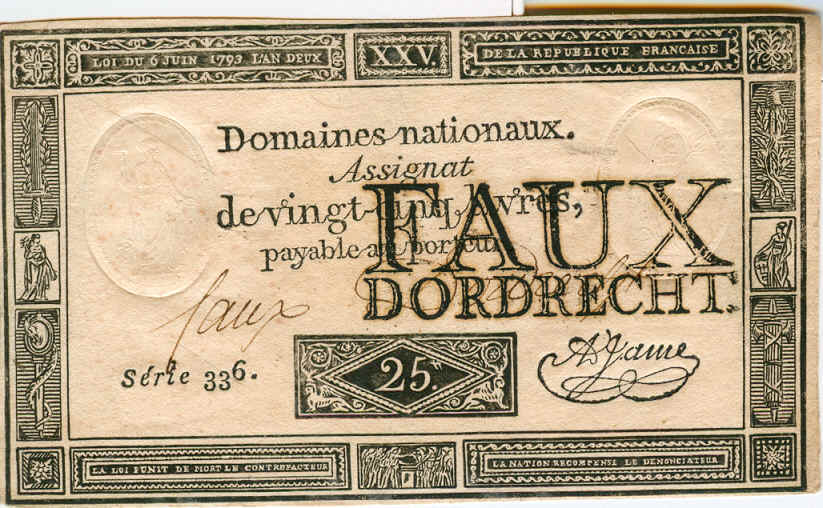 LOI DU 6 JUIN 1793 L'AN DEUX
XXV.
DE LA REPUBLIQUE FRANCAISE
Domaines nationaux.
Assignat
de vingt-cinq livres,
payable au porteur.
FAUX
DORDRECHT.
faux
Série 336.
25.tt
A Jame
LA LOI PUNIT DE MORT LE CONTREFACTEUR
LA NATION RECOMPENSE LE DENONCIATEUR